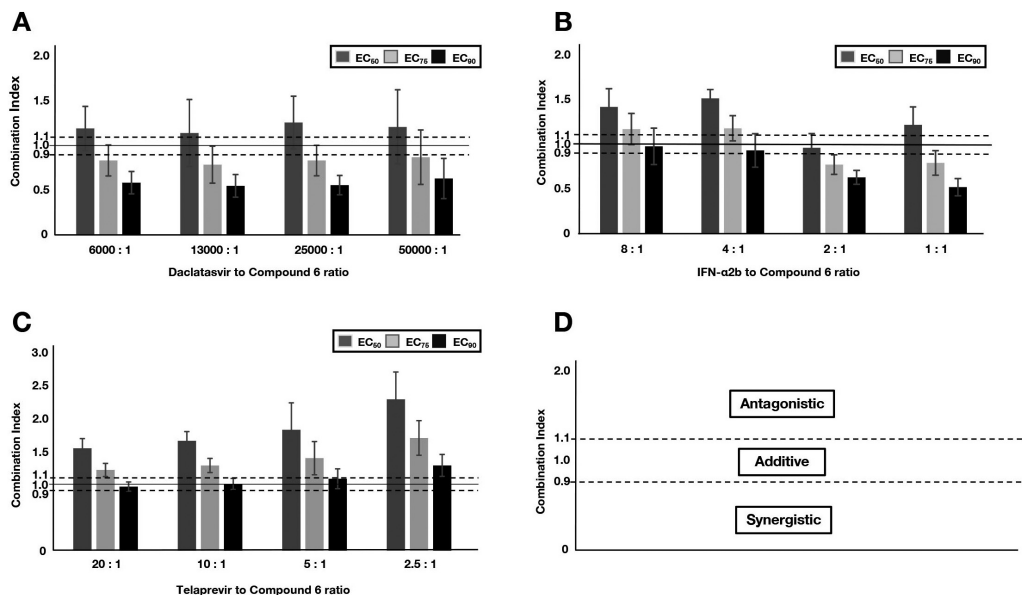 A
2.0
1.5
1.1
1.0
0.9
0.5
0
Combination Index
EC50 EC75 EC90
6000 : 1 13000 : 1 25000 : 1 50000 : 1
Daclatasvir to Compound 6 ratio
B
2.0
1.5
1.1
1.0
0.9
0.5
0
Combination Index
EC50 EC75 EC90
8 : 1 4 : 1 2 : 1 1 : 1
IFN-α2b to Compound 6 ratio
C
3.0
2.5
2.0
1.5
1.1
1.0
0.9
0
Combination Index
EC50 EC75 EC90
20 : 1 10 : 1 5 : 1 2.5 : 1
Telaprevir to Compound 6 ratio
D
2.0
1.1
1.0
0.9
0
Combination Index
Antagonistic
Additive
Synergistic